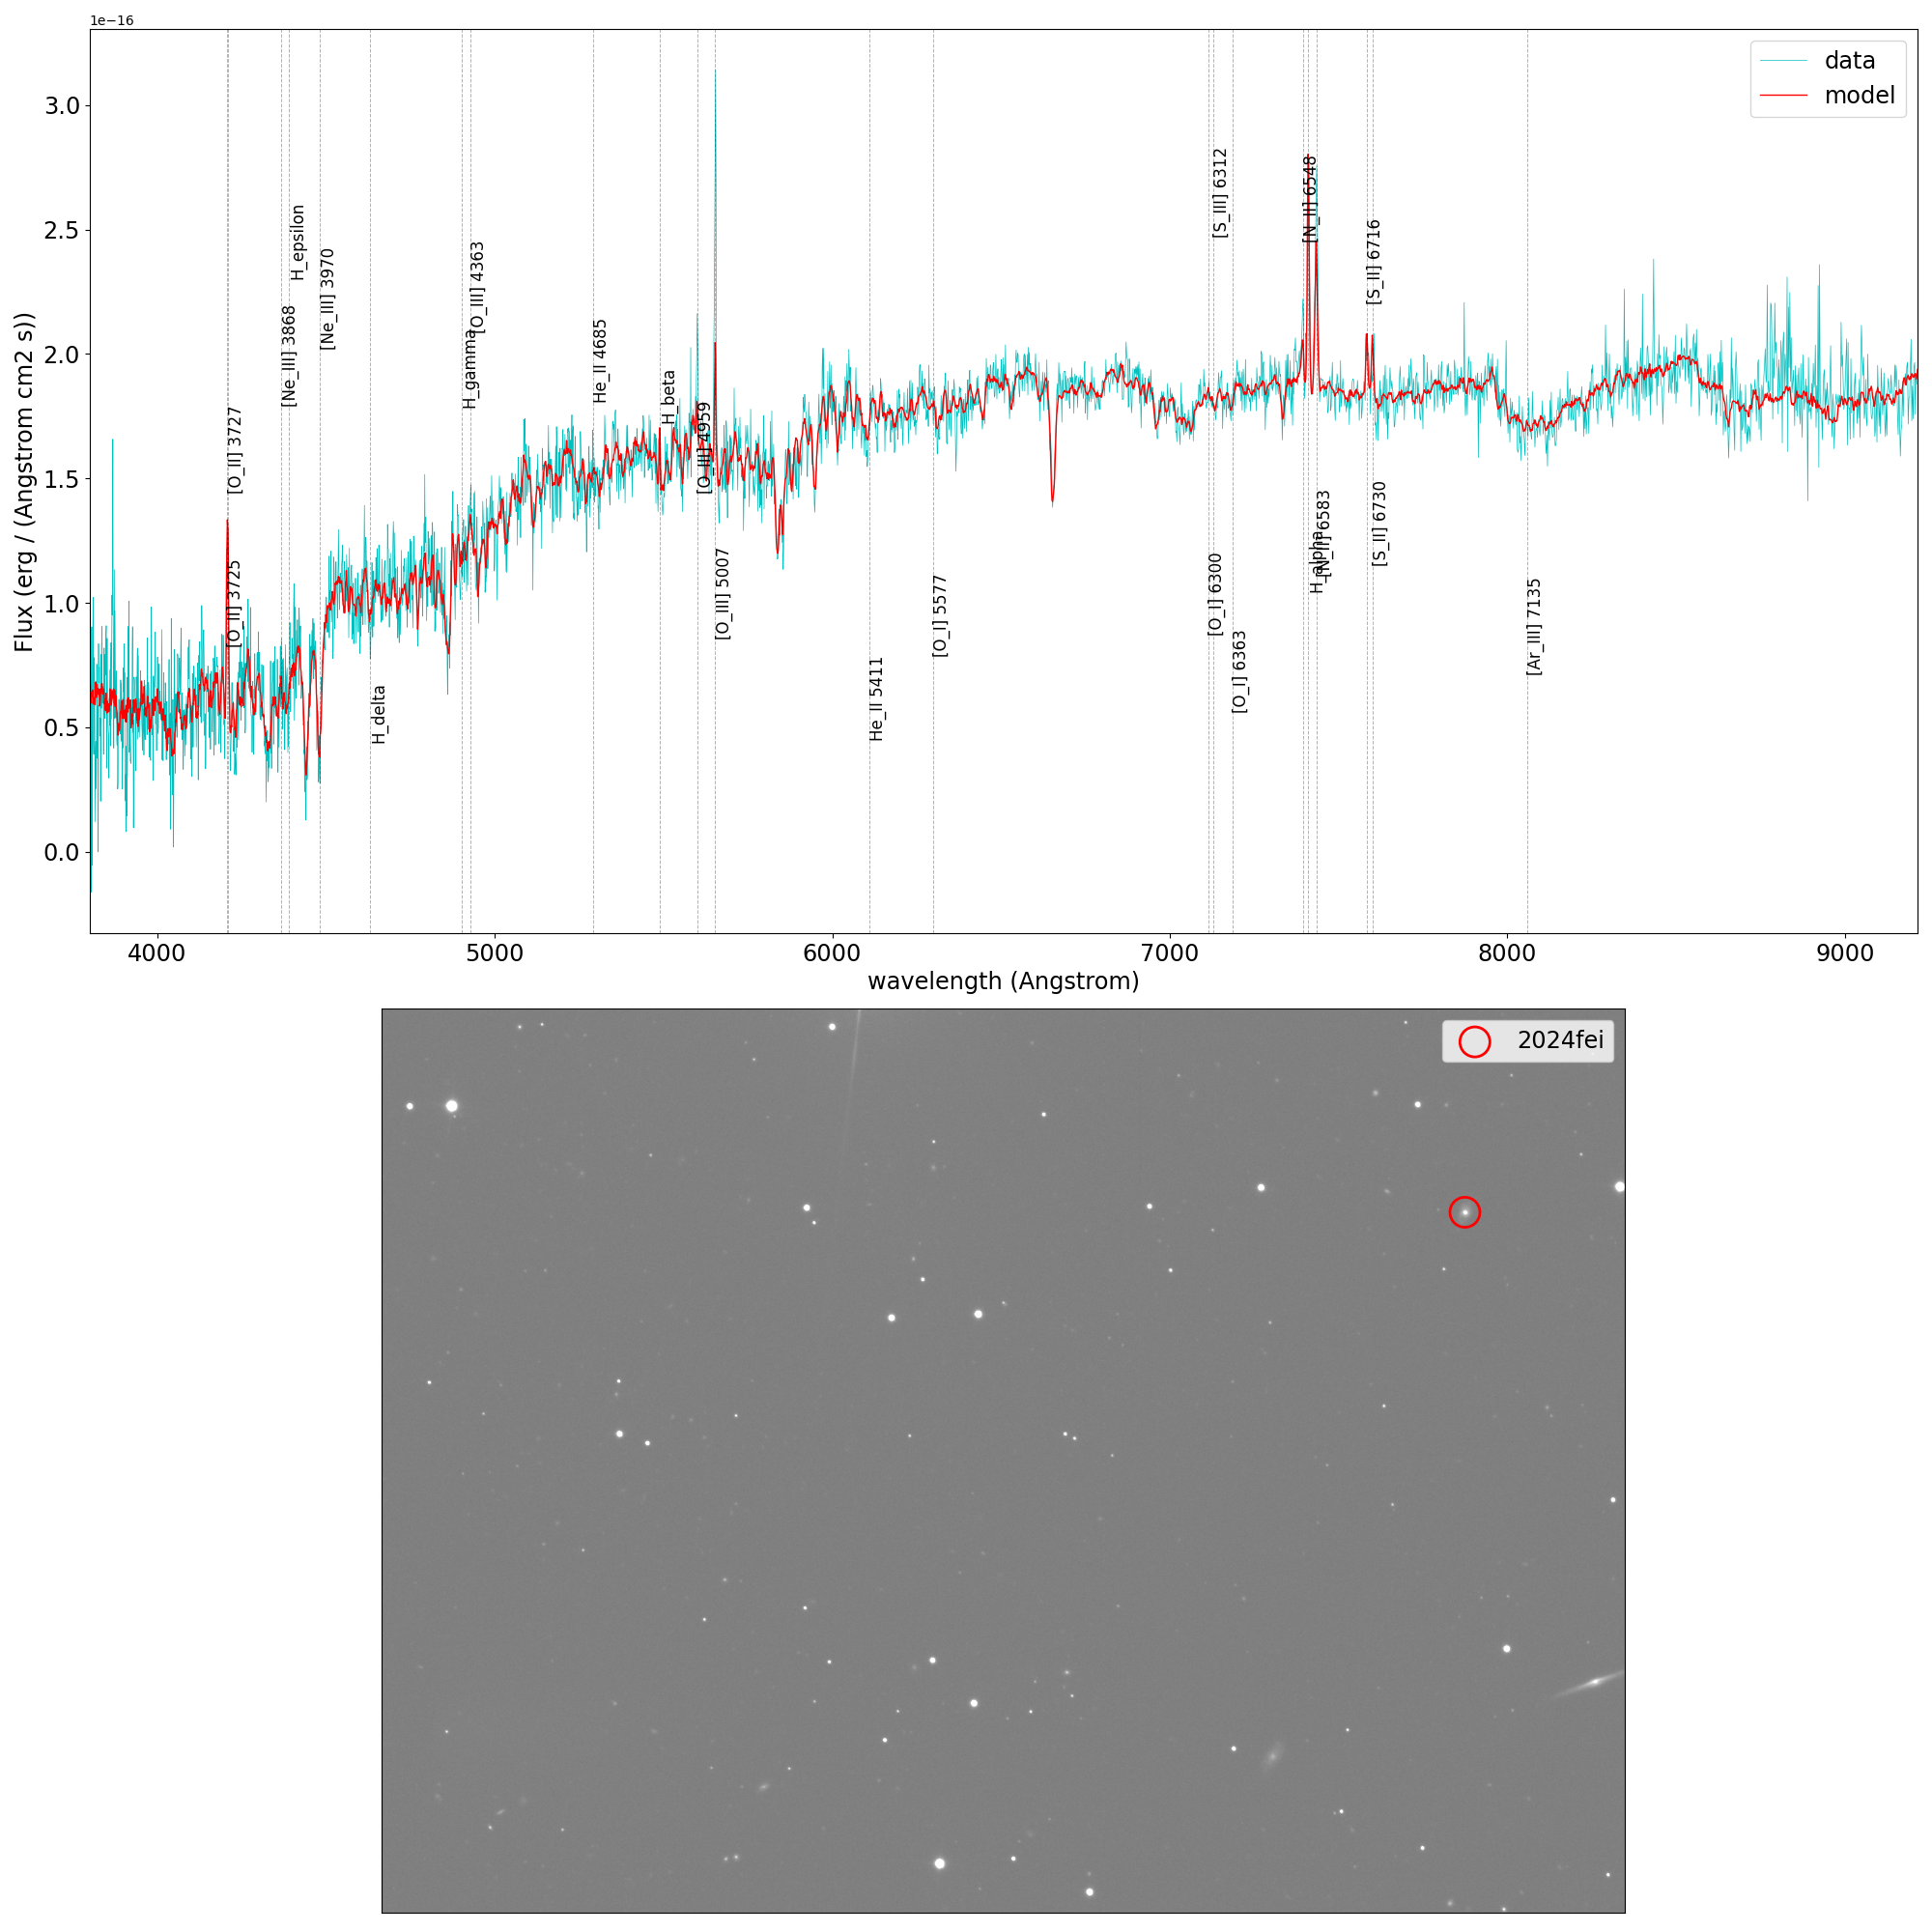 1e−16
data
model
3.0
2.5
2.0
1.5
1.0
0.5
0.0
Flux (erg / (Angstrom cm2 s))
[O_II] 3727
[O_II] 3725
[Ne_III] 3868
H_epsilon
[Ne_III] 3970
H_delta
H_gamma
[O_III] 4363
He_II 4685
H_beta
[O_III] 4959
[O_III] 5007
He_II 5411
[O_I] 5577
[O_I] 6300
[S_III] 6312
[O_I] 6363
[N_II] 6548
H_alpha
[N_II] 6583
[S_II] 6716
[S_II] 6730
[Ar_III] 7135
4000 5000 6000 7000 8000 9000
wavelength (Angstrom)
2024fei